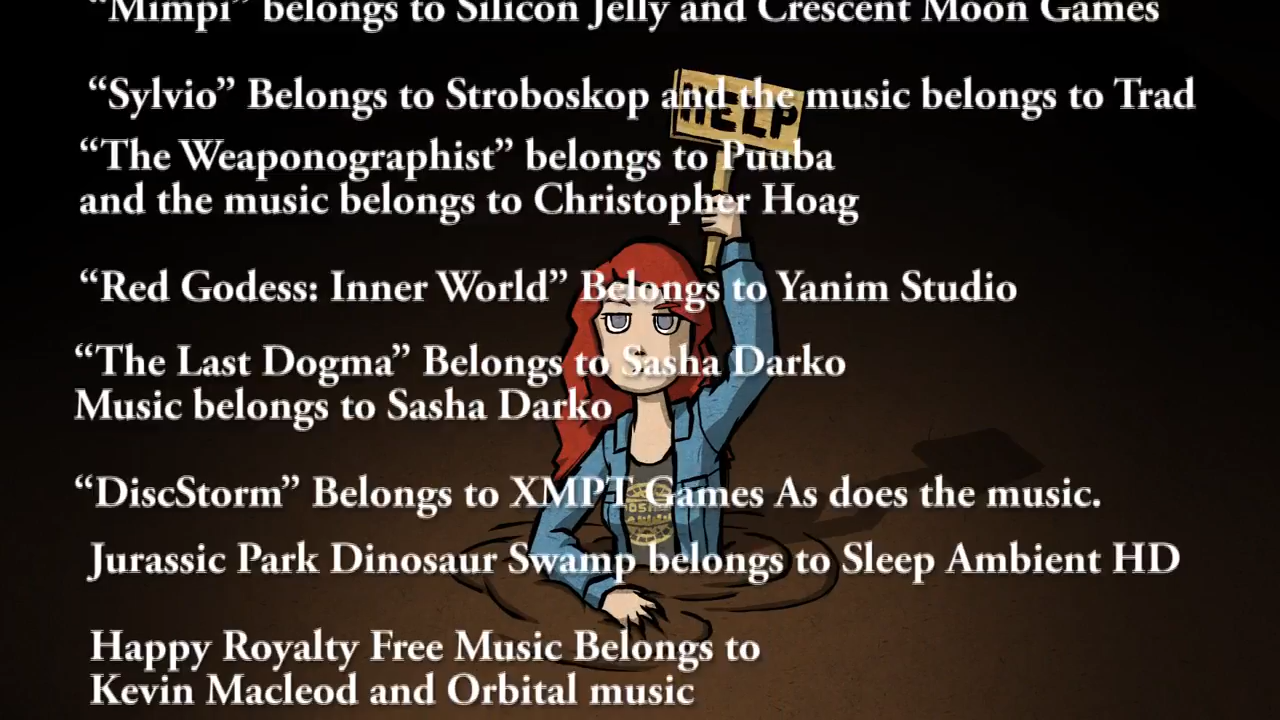 “Mimpi” belongs to Silicon Jelly and Crescent Moon Games
“Sylvio” Belongs to Stroboskop and the music belongs to Trad
HELP
“The Weaponographist” belongs to Puuba
and the music belongs to Christopher Hoag
“Red Godess: Inner World” Belongs to Yanim Studio
“The Last Dogma” Belongs to Sasha Darko
Music belongs to Sasha Darko
“DiscStorm” Belongs to XMPT Games As does the music.
Jurassic Park Dinosaur Swamp belongs to Sleep Ambient HD
Happy Royalty Free Music Belongs to
Kevin Macleod and Orbital music